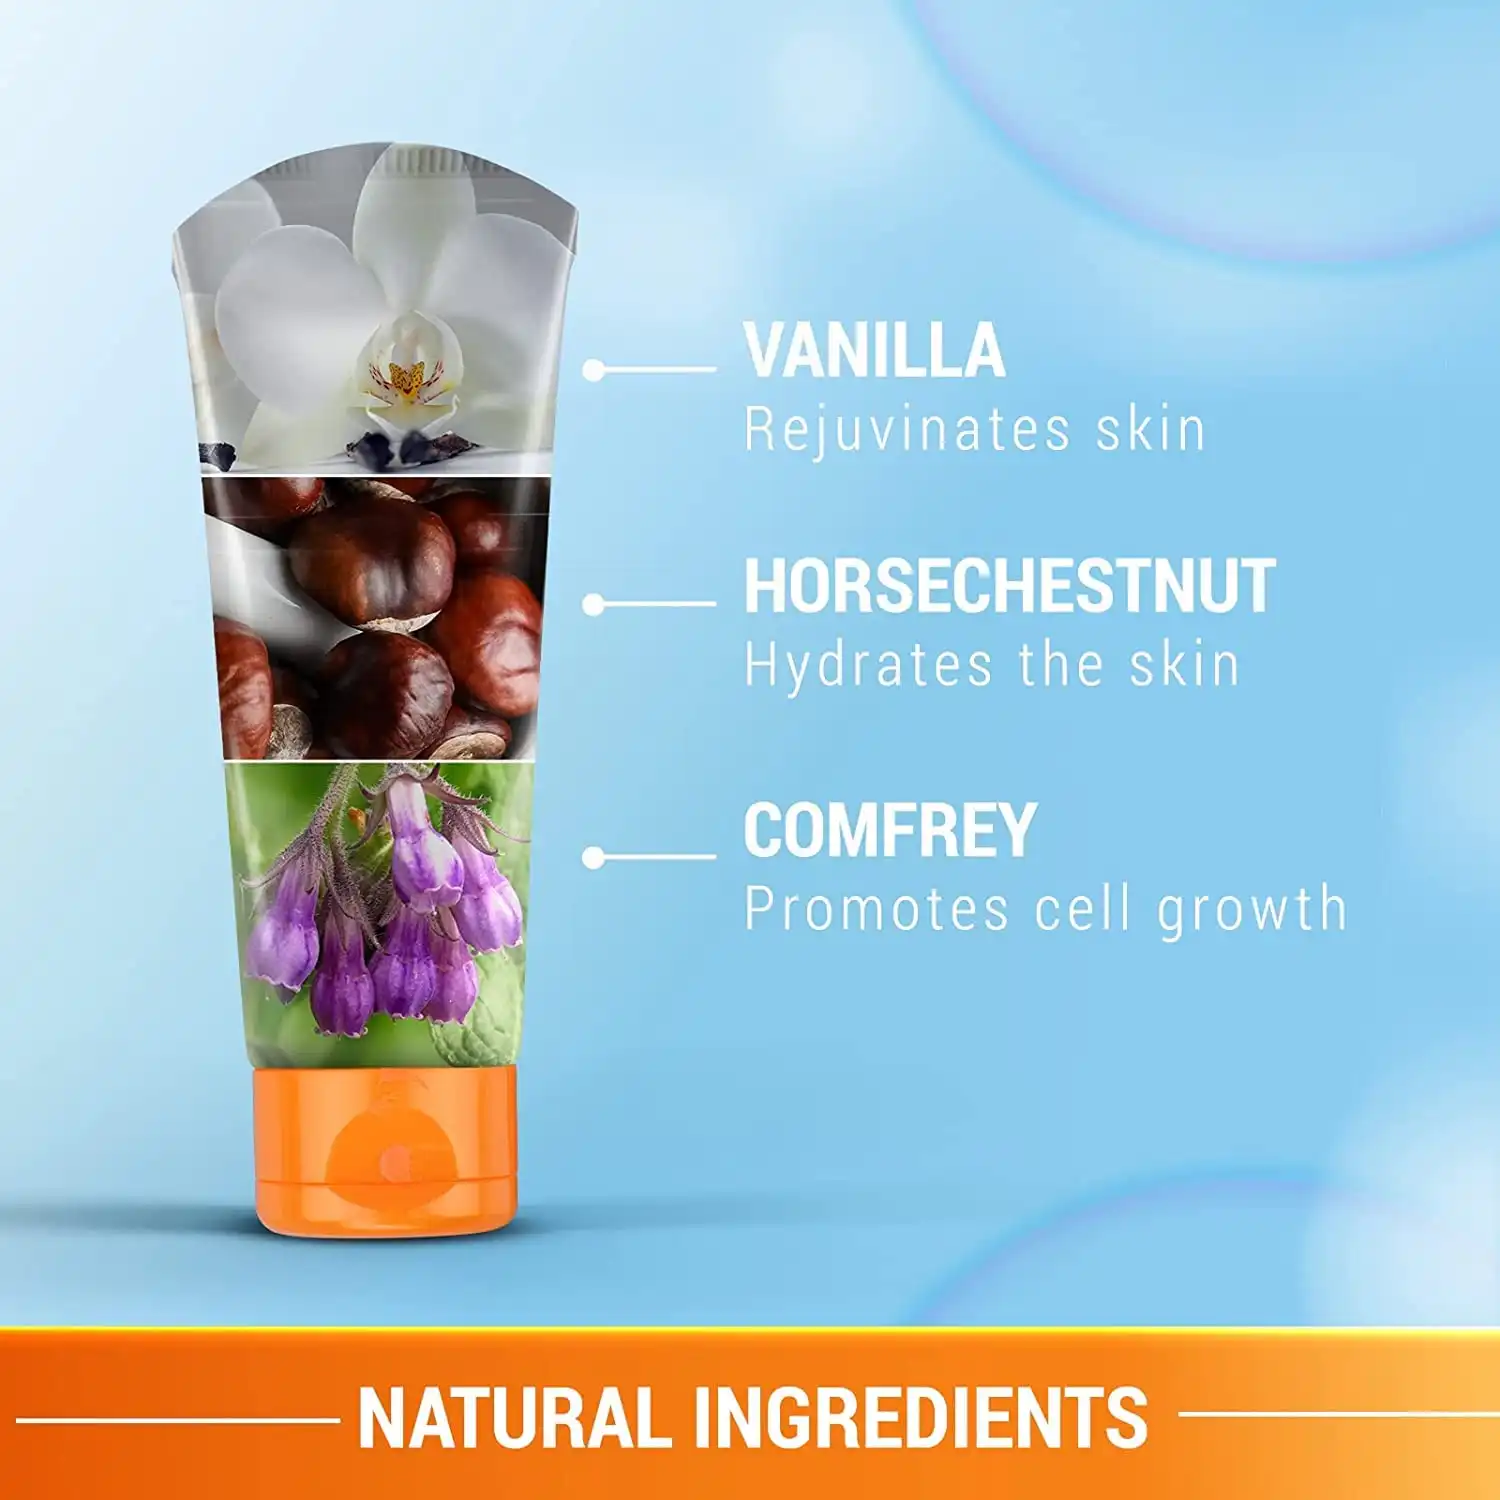 VANILLA
Rejuvinates skin
HORSECHESTNUT
Hydrates the skin
COMFREY
Promotes cell growth
NATURAL INGREDIENTS